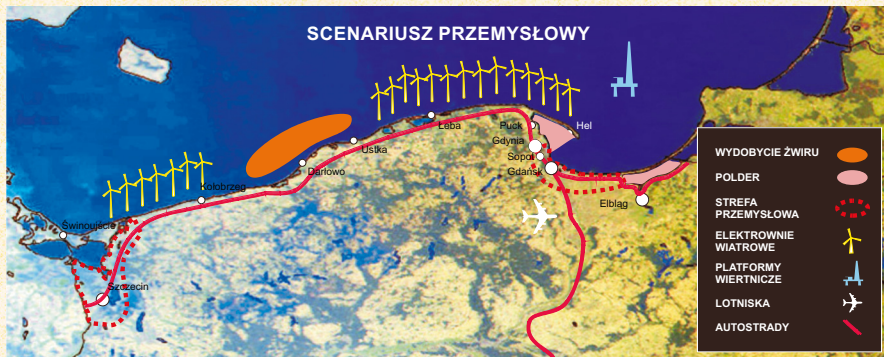 SCENARIUSZ PRZEMYSŁOWY
Łeba
Puck
Hel
Gdynia
Ustka
Sopot
Darłowo
Gdańsk
Kołobrzeg
Elbląg
Świnoujście
Szczecin
WYDOBYCIE ŻWIRU
POLDER
STREFA
PRZEMYSŁOWA
ELEKTROWNIE
WIATROWE
PLATFORMY
WIERTNICZE
LOTNISKA
AUTOSTRADY